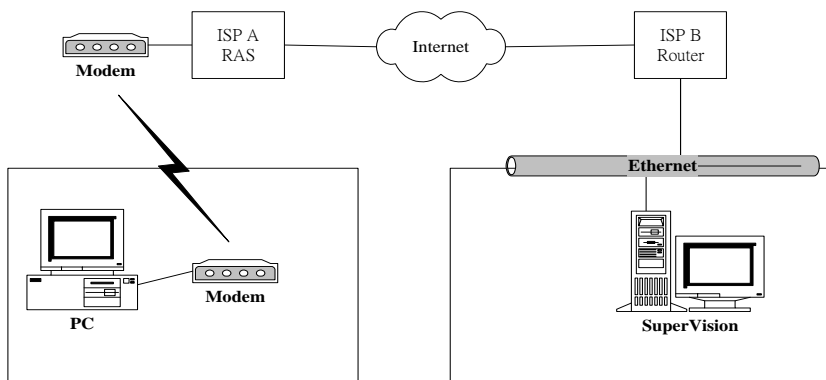 ISP A
RAS
Internet
ISP B
Router
Modem
Ethernet
Modem
PC
SuperVision